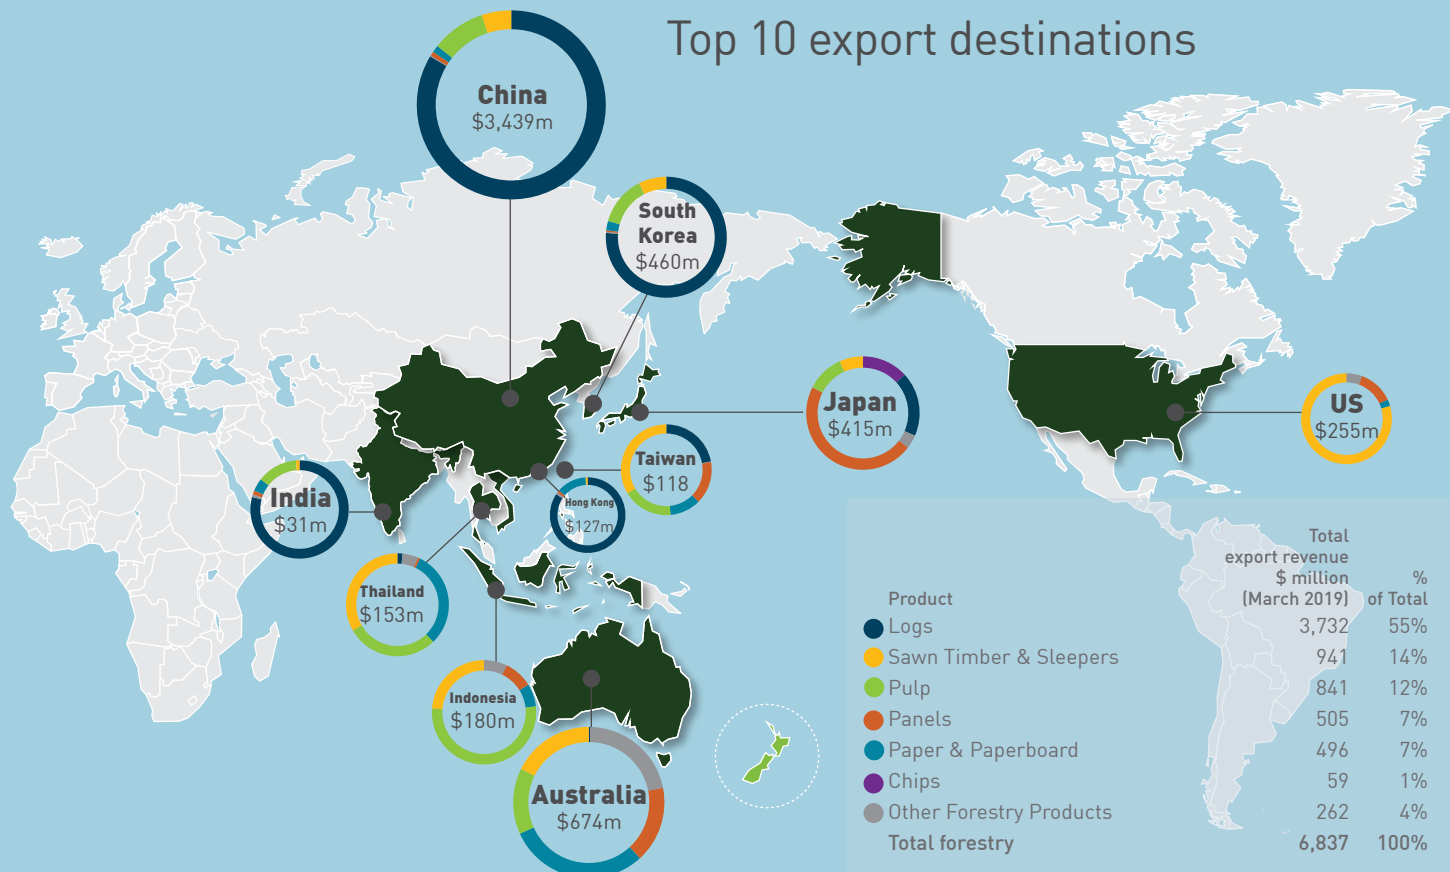 Top 10 export destinations
China
$3,439m
South
Korea
$460m
Japan
$415m
US
$255m
Taiwan
$118
Hong Kong
$127m
India
$31m
Thailand
$153m
Indonesia
$180m
Australia
$674m
Total
export revenue
$ million %
Product (March 2019) of Total
Logs 3,732 55%
Sawn Timber & Sleepers 941 14%
Pulp 841 12%
Panels 505 7%
Paper & Paperboard 496 7%
Chips 59 1%
Other Forestry Products 262 4%
Total forestry 6,837 100%